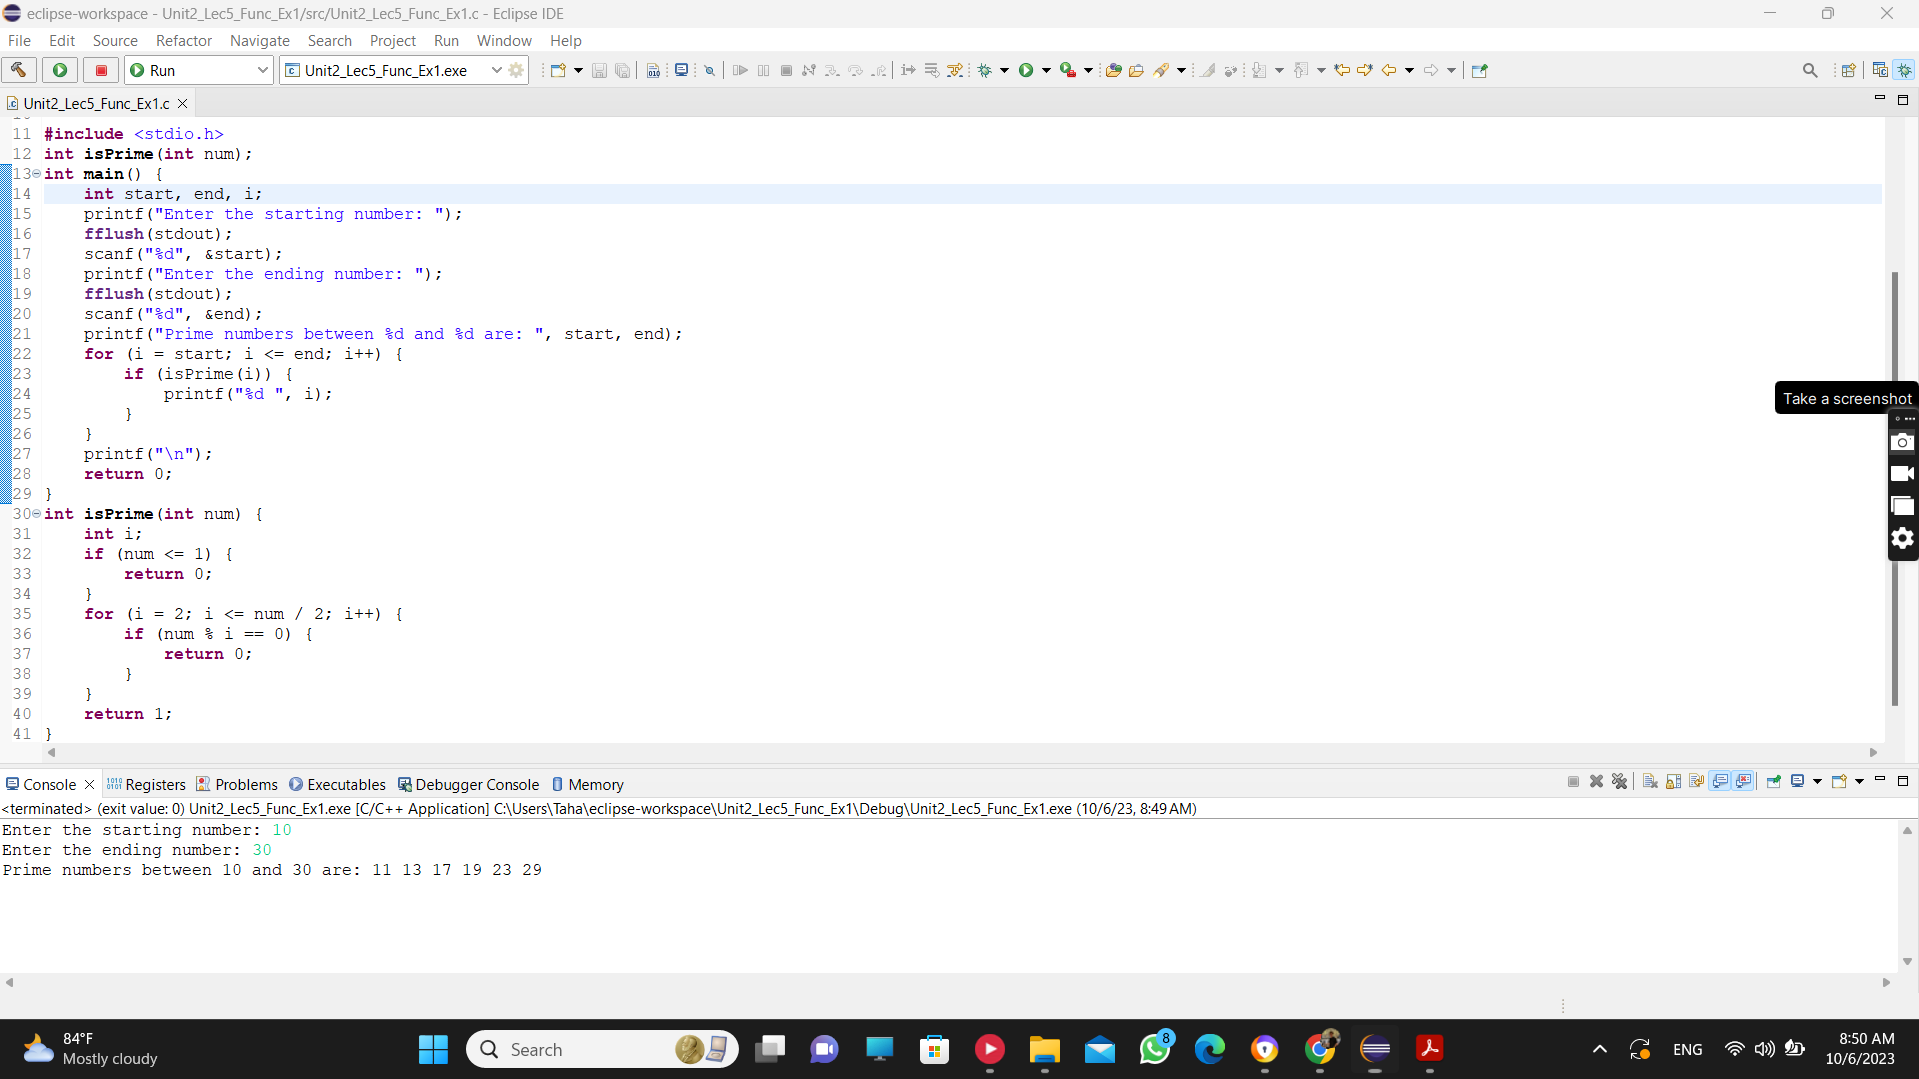 eclipse-workspace - Unit2_Lec5_Func_Ex1/src/Unit2_Lec5_Func_Ex1.c - Eclipse IDE
File Edit Source Refactor Navigate Search Project Run Window Help
Run Unit2_Lec5_Func_Ex1.exe
Unit2_Lec5_Func_Ex1.c
11 #include <stdio.h>
12 int isPrime(int num);
13 int main() {
14     int start, end, i;
15     printf("Enter the starting number: ");
16     fflush(stdout);
17     scanf("%d", &start);
18     printf("Enter the ending number: ");
19     fflush(stdout);
20     scanf("%d", &end);
21     printf("Prime numbers between %d and %d are: ", start, end);
22     for (i = start; i <= end; i++) {
23         if (isPrime(i)) {
24             printf("%d ", i);
25         }
26     }
27     printf("\n");
28     return 0;
29 }
30 int isPrime(int num) {
31     int i;
32     if (num <= 1) {
33         return 0;
34     }
35     for (i = 2; i <= num / 2; i++) {
36         if (num % i == 0) {
37             return 0;
38         }
39     }
40     return 1;
41 }
Take a screenshot
Console Registers Problems Executables Debugger Console Memory
<terminated> (exit value: 0) Unit2_Lec5_Func_Ex1.exe [C/C++ Application] C:\Users\Taha\eclipse-workspace\Unit2_Lec5_Func_Ex1\Debug\Unit2_Lec5_Func_Ex1.exe (10/6/23, 8:49 AM)
Enter the starting number: 10
Enter the ending number: 30
Prime numbers between 10 and 30 are: 11 13 17 19 23 29
84°F
Mostly cloudy
Search
8
ENG
8:50 AM
10/6/2023